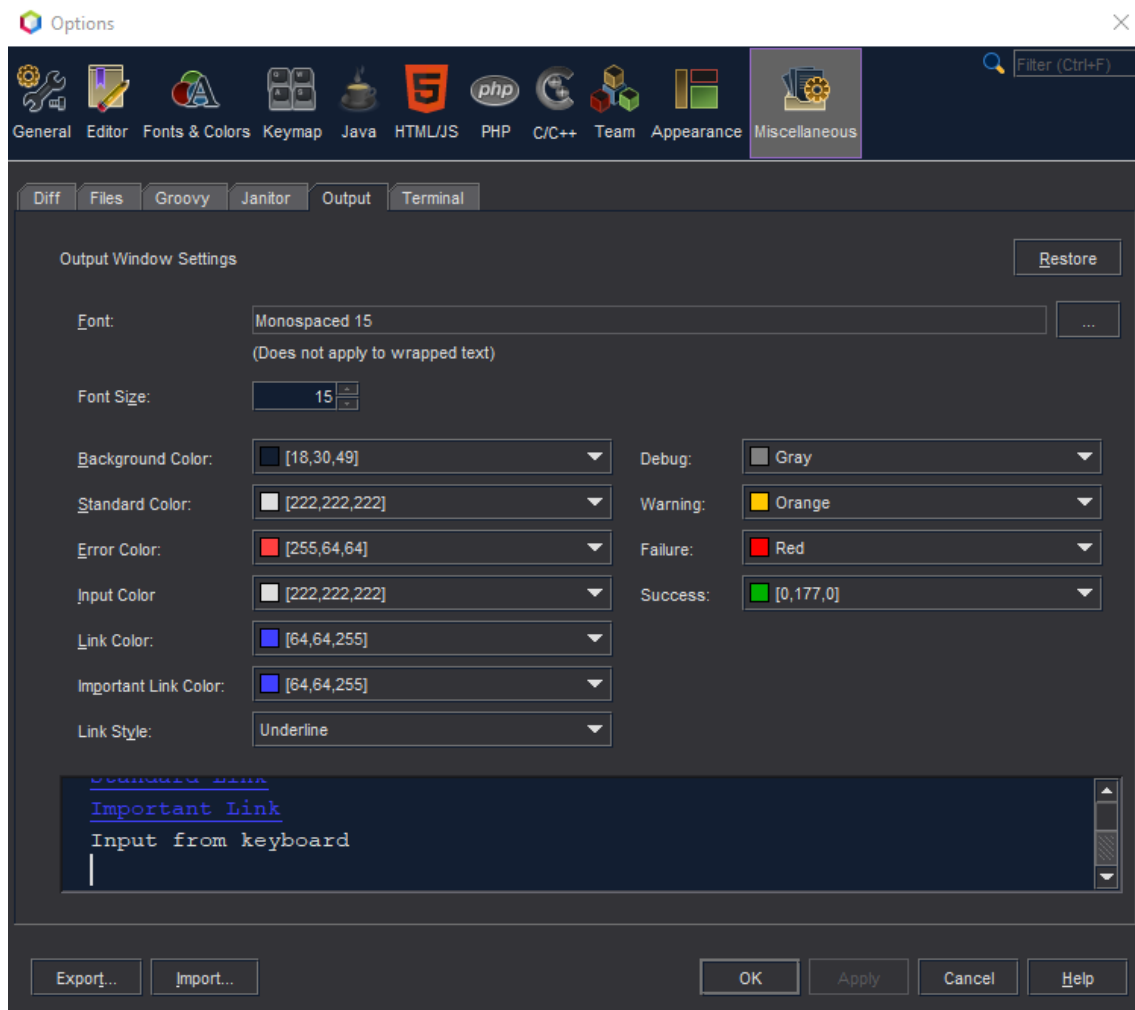 Options
Filter (Ctrl+F)
General Editor Fonts & Colors Keymap Java HTML/JS PHP C/C++ Team Appearance Miscellaneous
Diff Files Groovy Janitor Output Terminal
Output Window Settings Restore
Font: Monospaced 15 ...
(Does not apply to wrapped text)
Font Size: 15
Background Color: [18,30,49] Debug: Gray
Standard Color: [222,222,222] Warning: Orange
Error Color: [255,64,64] Failure: Red
Input Color [222,222,222] Success: [0,177,0]
Link Color: [64,64,255]
Important Link Color: [64,64,255]
Link Style: Underline
Standard Link
Important Link
Input from keyboard
Export... Import... OK Apply Cancel Help